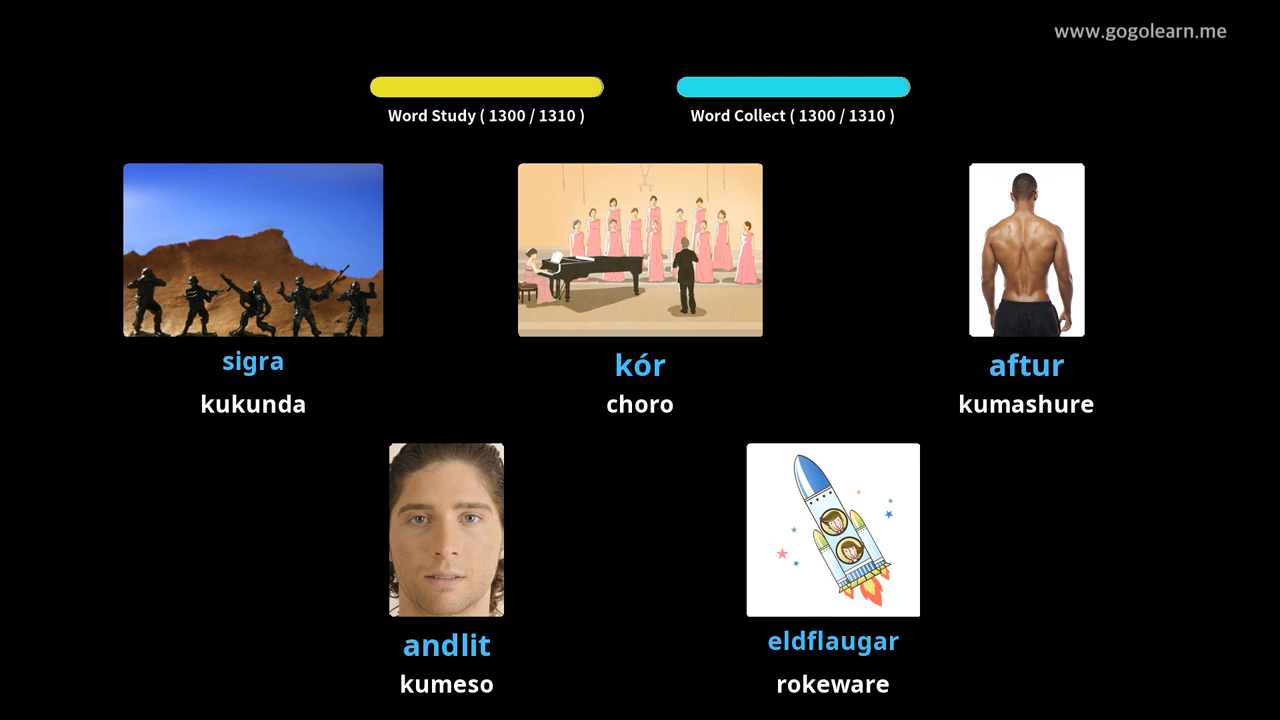 www.gogolearn.me
Word Study ( 1300 / 1310 )
Word Collect ( 1300 / 1310 )
sigra
kukunda
kór
choro
aftur
kumashure
andlit
kumeso
eldflaugar
rokeware